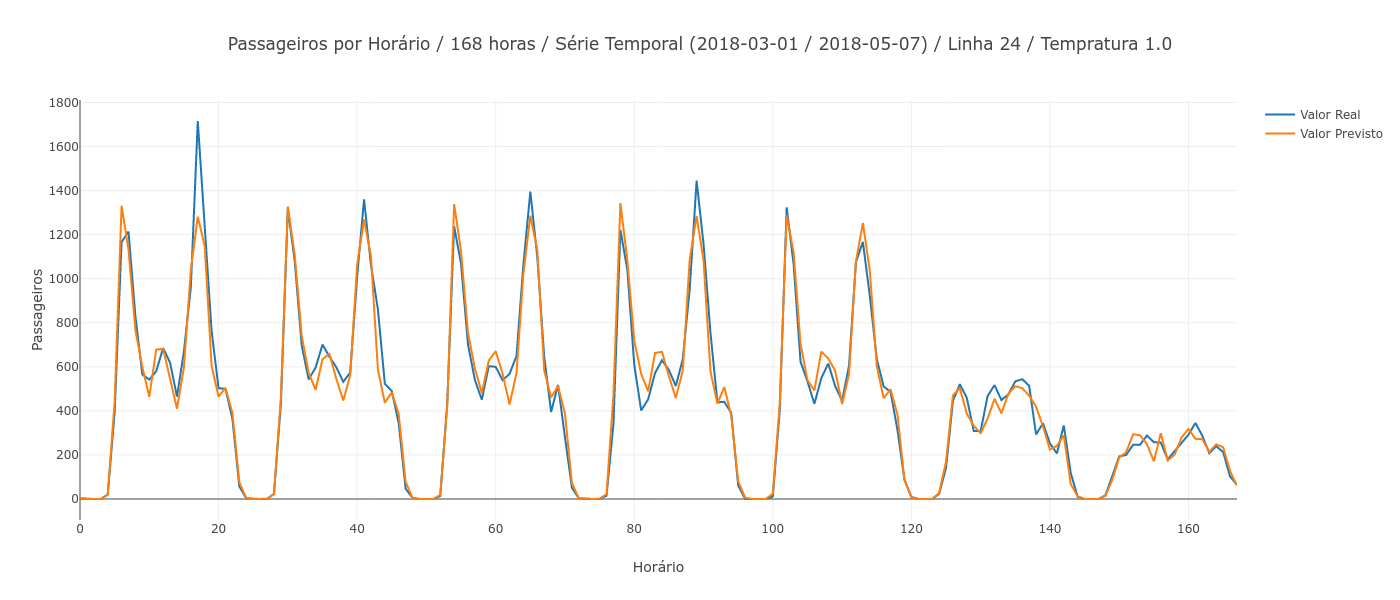 Passageiros por Horário / 168 horas / Série Temporal (2018-03-01 / 2018-05-07) / Linha 24 / Tempratura 1.0
Valor Real
Valor Previsto
Passageiros
1800
1600
1400
1200
1000
800
600
400
200
0
0 20 40 60 80 100 120 140 160
Horário